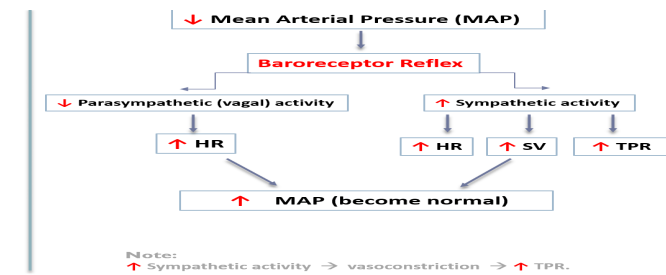 ↓ Mean Arterial Pressure (MAP)
Baroreceptor Reflex
↓ Parasympathetic (vagal) activity
↑ Sympathetic activity
↑ HR
↑ HR
↑ SV
↑ TPR
↑ MAP (become normal)
Note:
↑ Sympathetic activity → vasoconstriction → ↑ TPR.